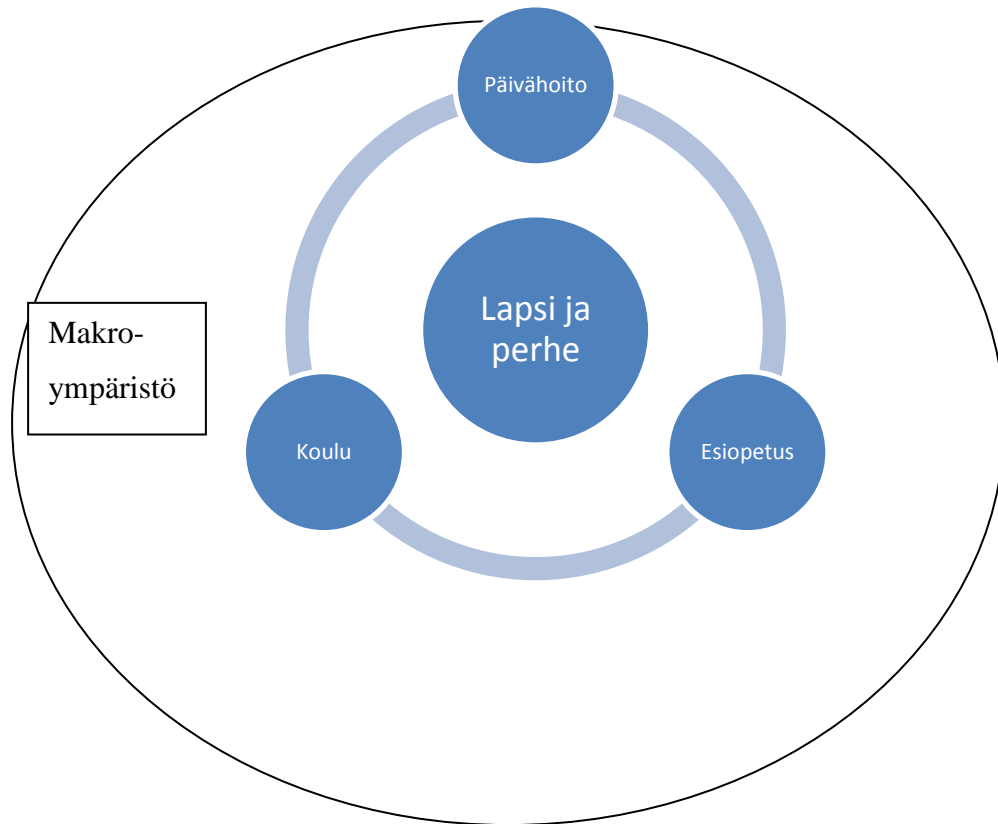 Päivähoito
Lapsi ja
perhe
Makro-
ympäristö
Koulu
Esiopetus